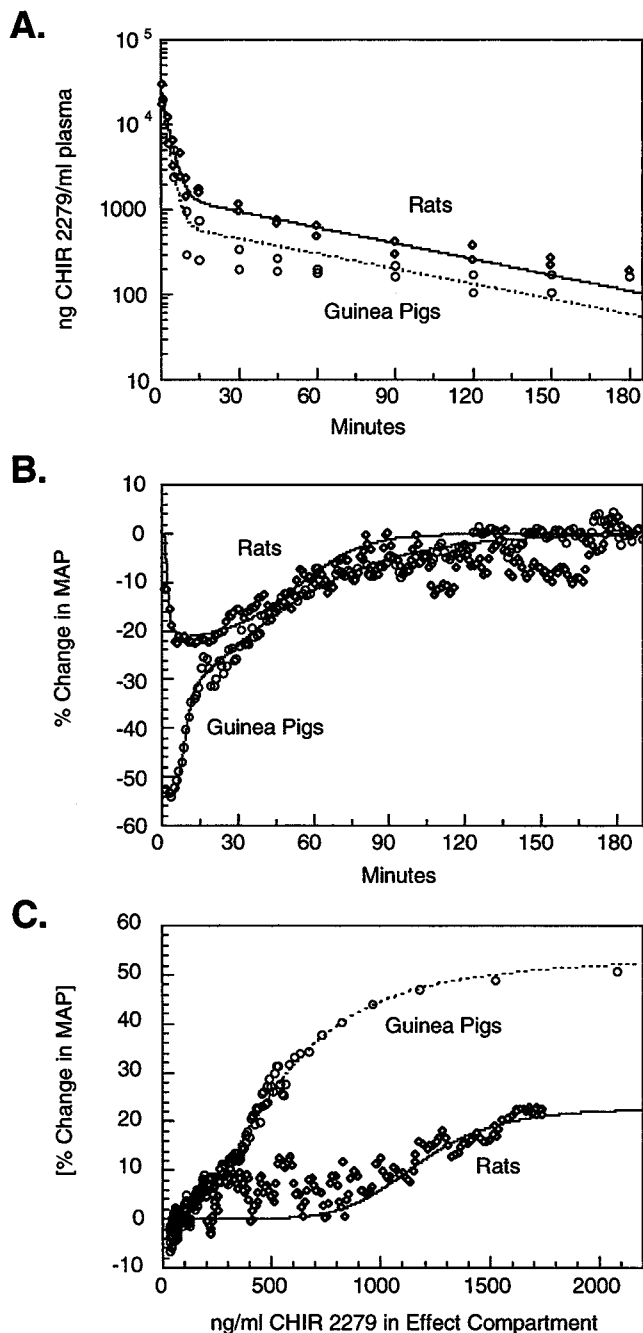 A.
10^5
10^4
1000
100
10
ng CHIR 2279/ml plasma
Rats
Guinea Pigs
0 30 60 90 120 150 180
Minutes
B.
10
0
-10
-20
-30
-40
-50
-60
% Change in MAP
Rats
Guinea Pigs
0 30 60 90 120 150 180
Minutes
C.
60
50
40
30
20
10
0
-10
[% Change in MAP]
Guinea Pigs
Rats
0 500 1000 1500 2000
ng/ml CHIR 2279 in Effect Compartment